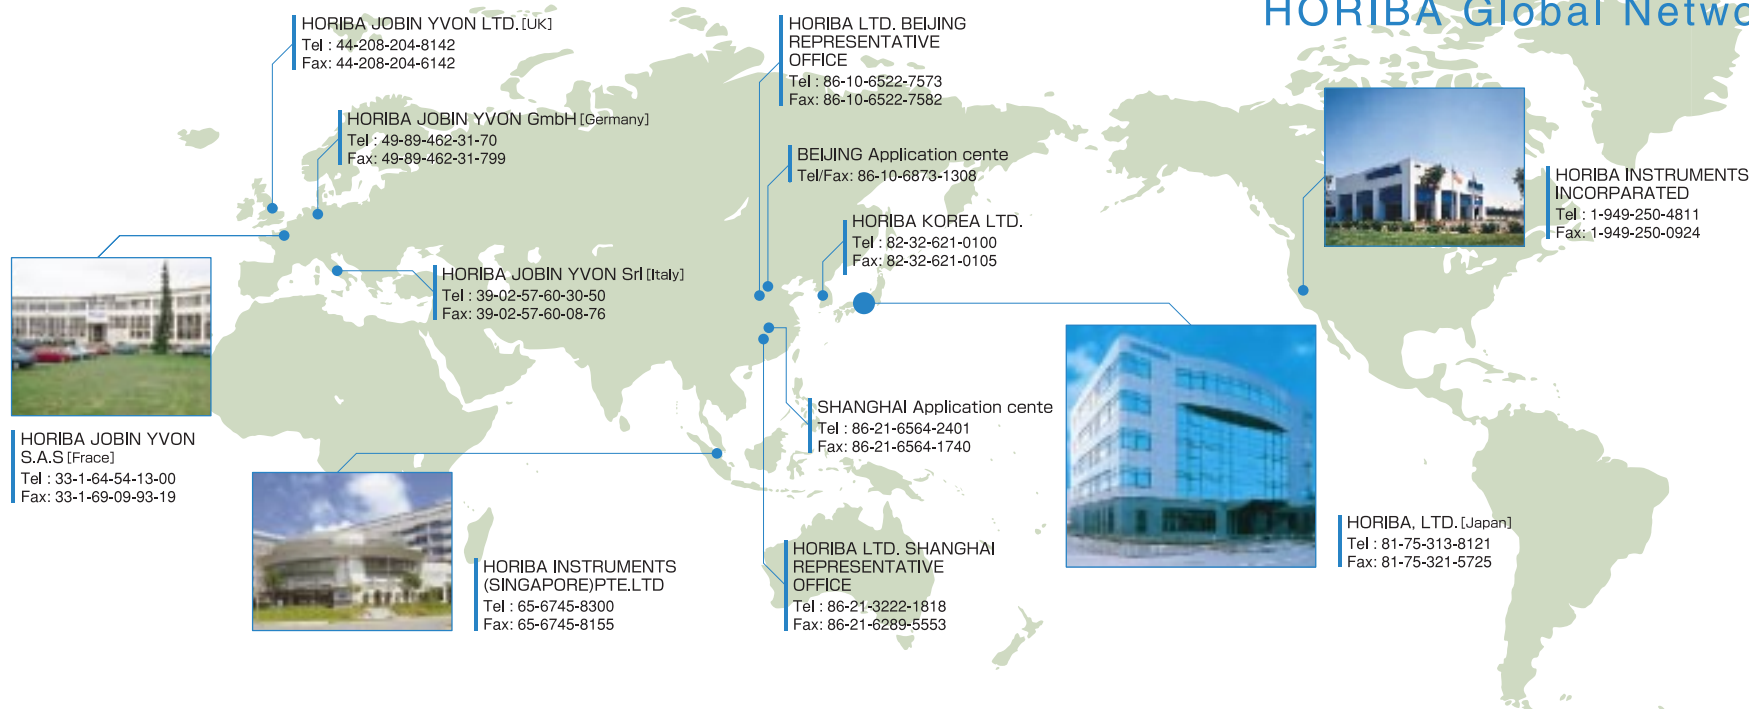 HORIBA Global Netwo
HORIBA JOBIN YVON LTD. [UK]
Tel : 44-208-204-8142
Fax: 44-208-204-6142
HORIBA LTD. BEIJING
REPRESENTATIVE
OFFICE
Tel : 86-10-6522-7573
Fax: 86-10-6522-7582
HORIBA JOBIN YVON GmbH [Germany]
Tel : 49-89-462-31-70
Fax: 49-89-462-31-799
BEIJING Application cente
Tel/Fax: 86-10-6873-1308
HORIBA INSTRUMENTS
INCORPARATED
Tel : 1-949-250-4811
Fax: 1-949-250-0924
HORIBA KOREA LTD.
Tel : 82-32-621-0100
Fax: 82-32-621-0105
HORIBA JOBIN YVON Srl [Italy]
Tel : 39-02-57-60-30-50
Fax: 39-02-57-60-08-76
SHANGHAI Application cente
Tel : 86-21-6564-2401
Fax: 86-21-6564-1740
HORIBA JOBIN YVON
S.A.S [Frace]
Tel : 33-1-64-54-13-00
Fax: 33-1-69-09-93-19
HORIBA, LTD. [Japan]
Tel : 81-75-313-8121
Fax: 81-75-321-5725
HORIBA INSTRUMENTS
(SINGAPORE)PTE.LTD
Tel : 65-6745-8300
Fax: 65-6745-8155
HORIBA LTD. SHANGHAI
REPRESENTATIVE
OFFICE
Tel : 86-21-3222-1818
Fax: 86-21-6289-5553